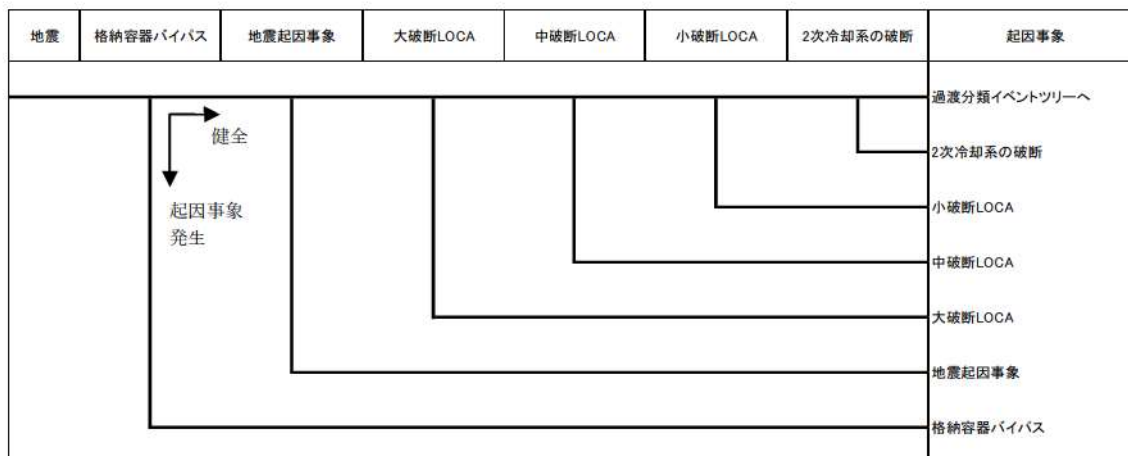 地震 格納容器バイパス 地震起因事象 大破断LOCA 中破断LOCA 小破断LOCA 2次冷却系の破断 起因事象
過渡分類イベントツリーへ
健全
2次冷却系の破断
起因事象
発生
小破断LOCA
中破断LOCA
大破断LOCA
地震起因事象
格納容器バイパス